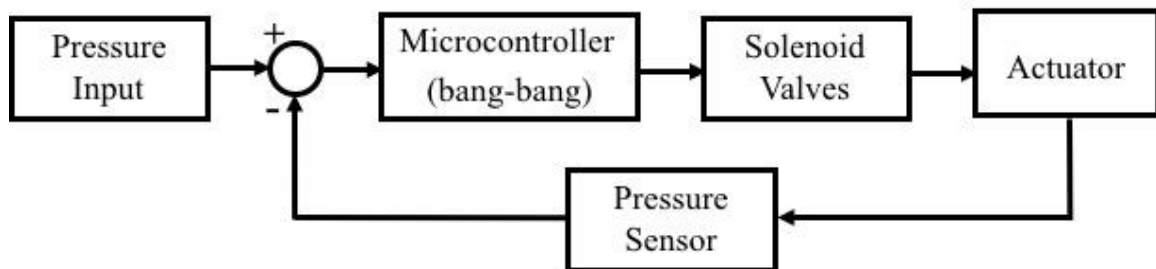 Pressure
Input
+
-
Microcontroller
(bang-bang)
Solenoid
Valves
Actuator
Pressure
Sensor